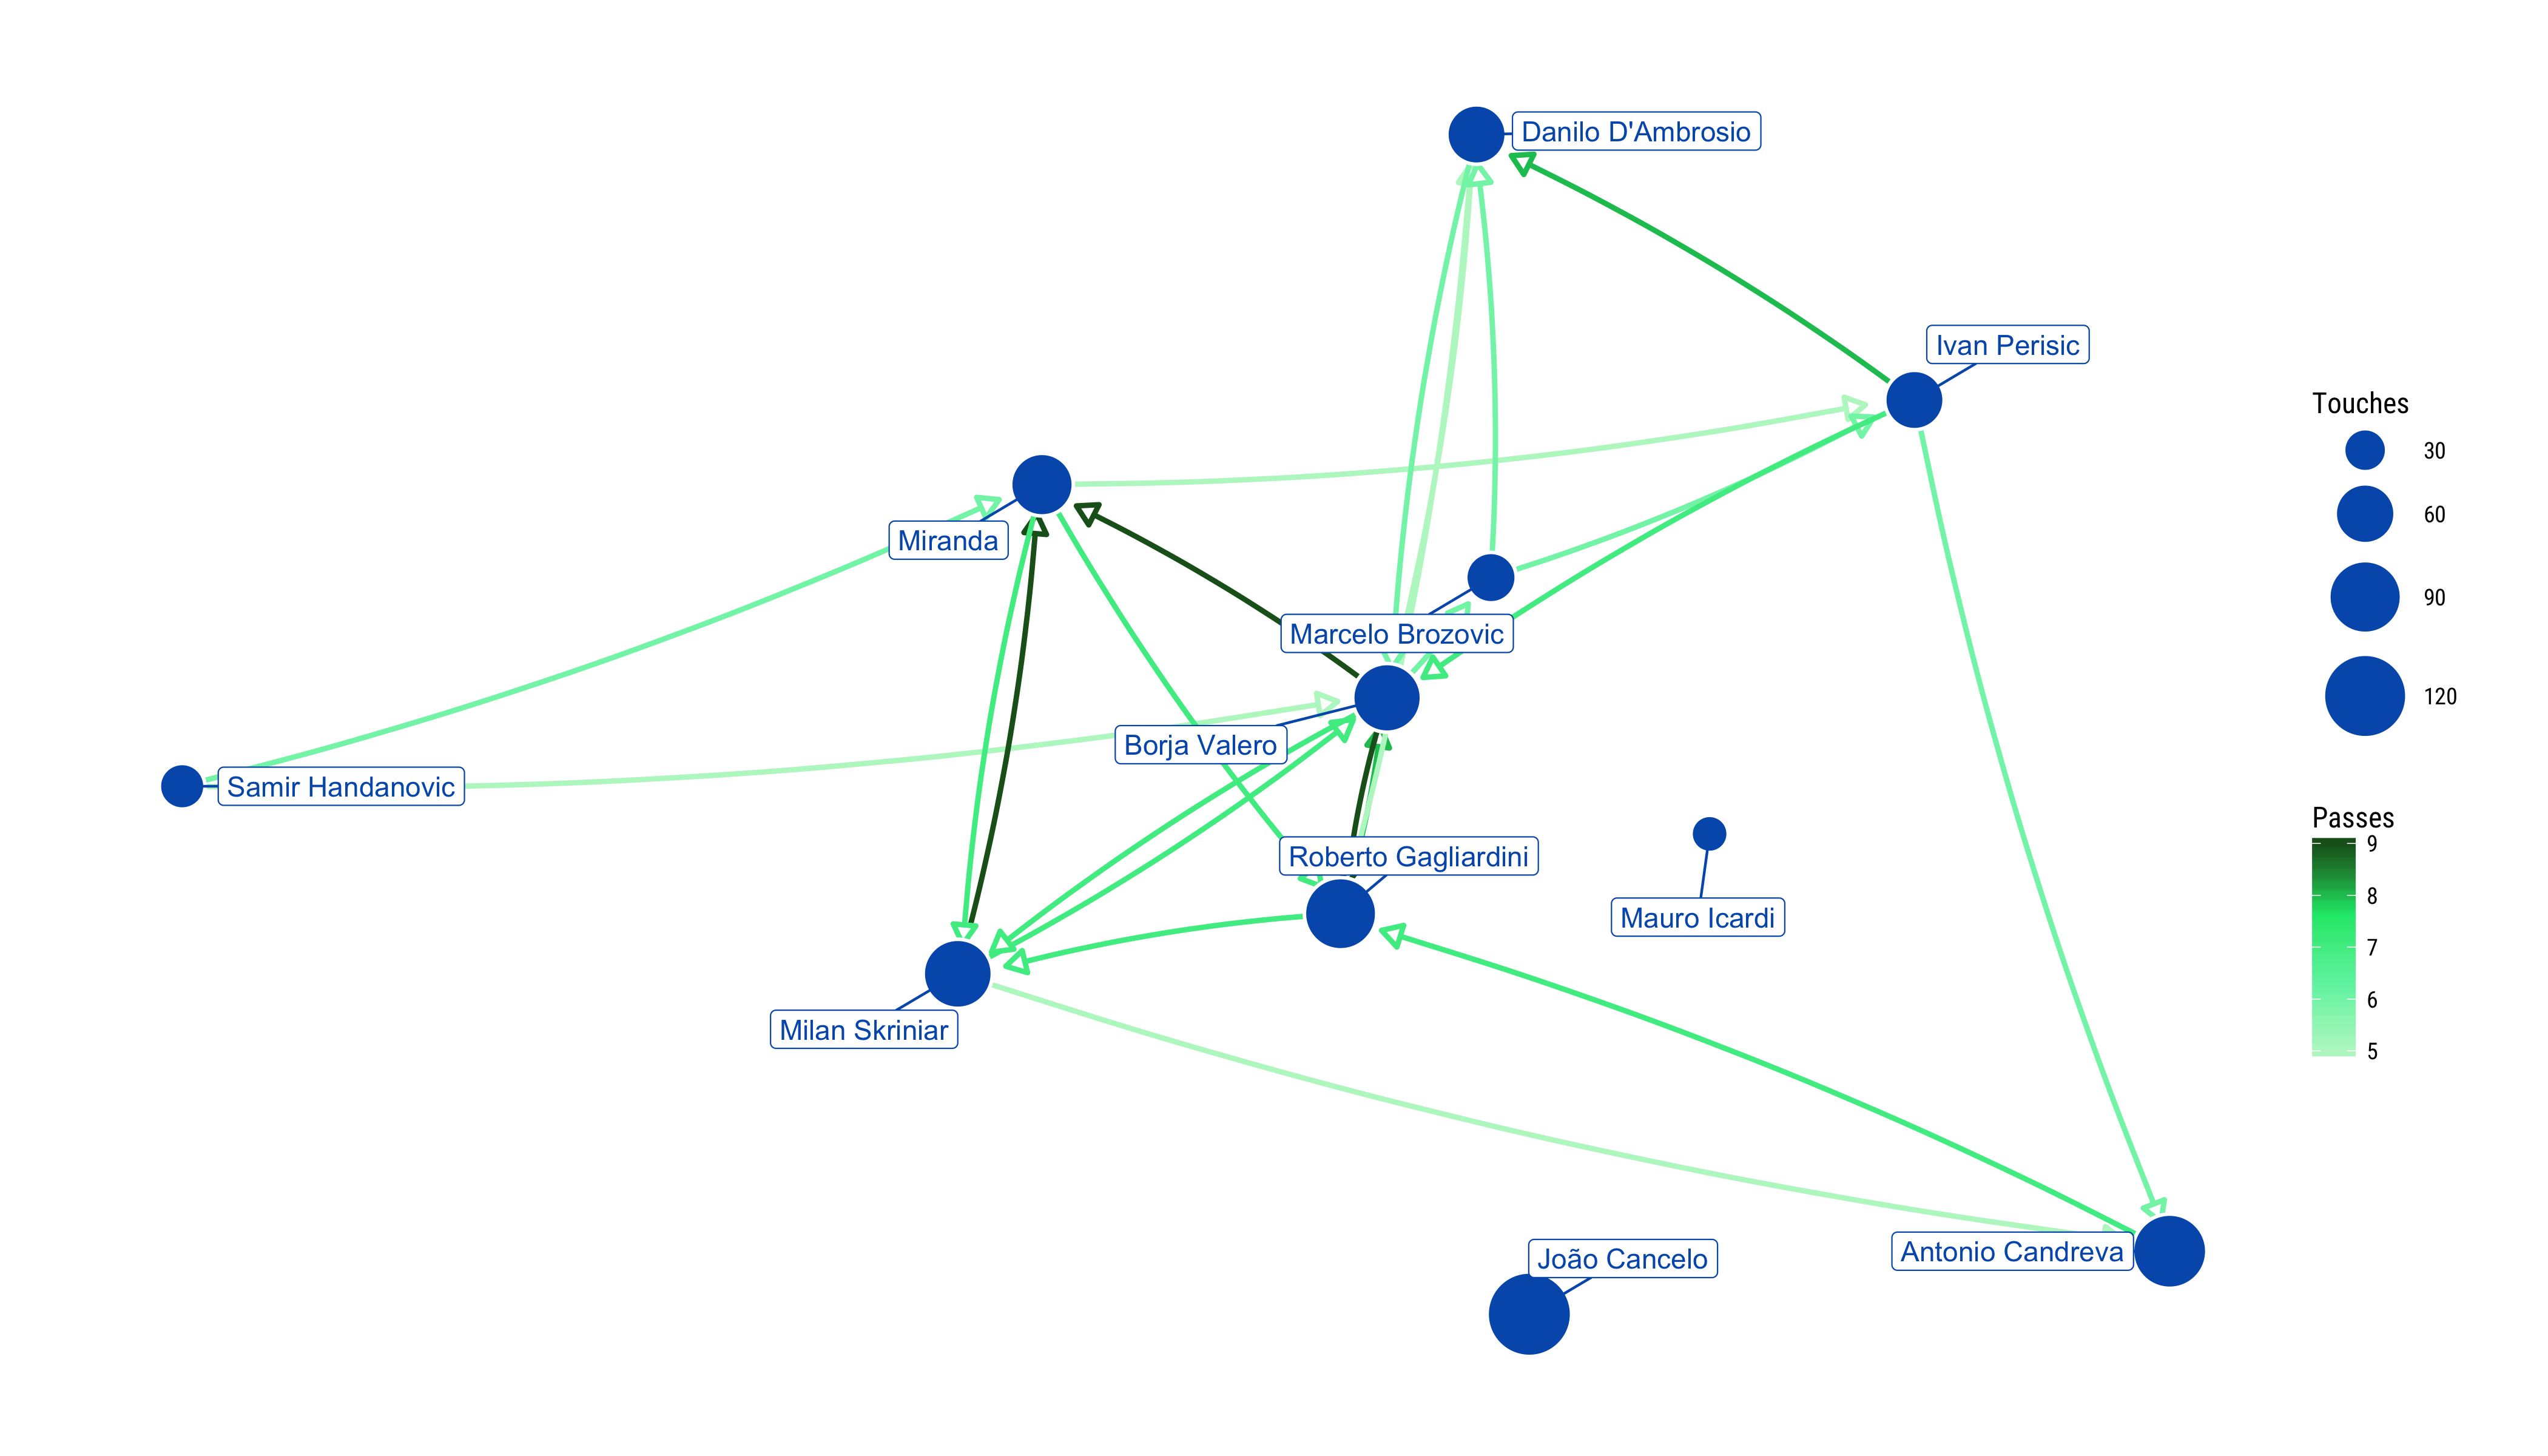 Danilo D'Ambrosio
Ivan Perisic
Miranda
Marcelo Brozovic
Borja Valero
Samir Handanovic
Roberto Gagliardini
Mauro Icardi
Milan Skriniar
Antonio Candreva
João Cancelo
Touches
30
60
90
120
Passes
9
8
7
6
5